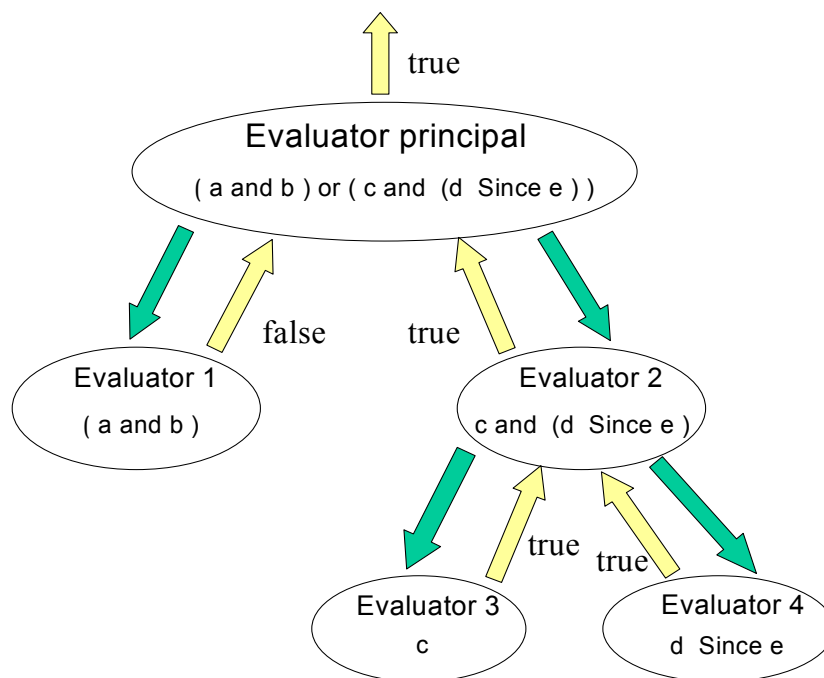 true
Evaluator principal
( a and b ) or ( c and (d Since e ) )
false
true
Evaluator 1
( a and b )
Evaluator 2
c and (d Since e )
true
true
Evaluator 3
c
Evaluator 4
d Since e